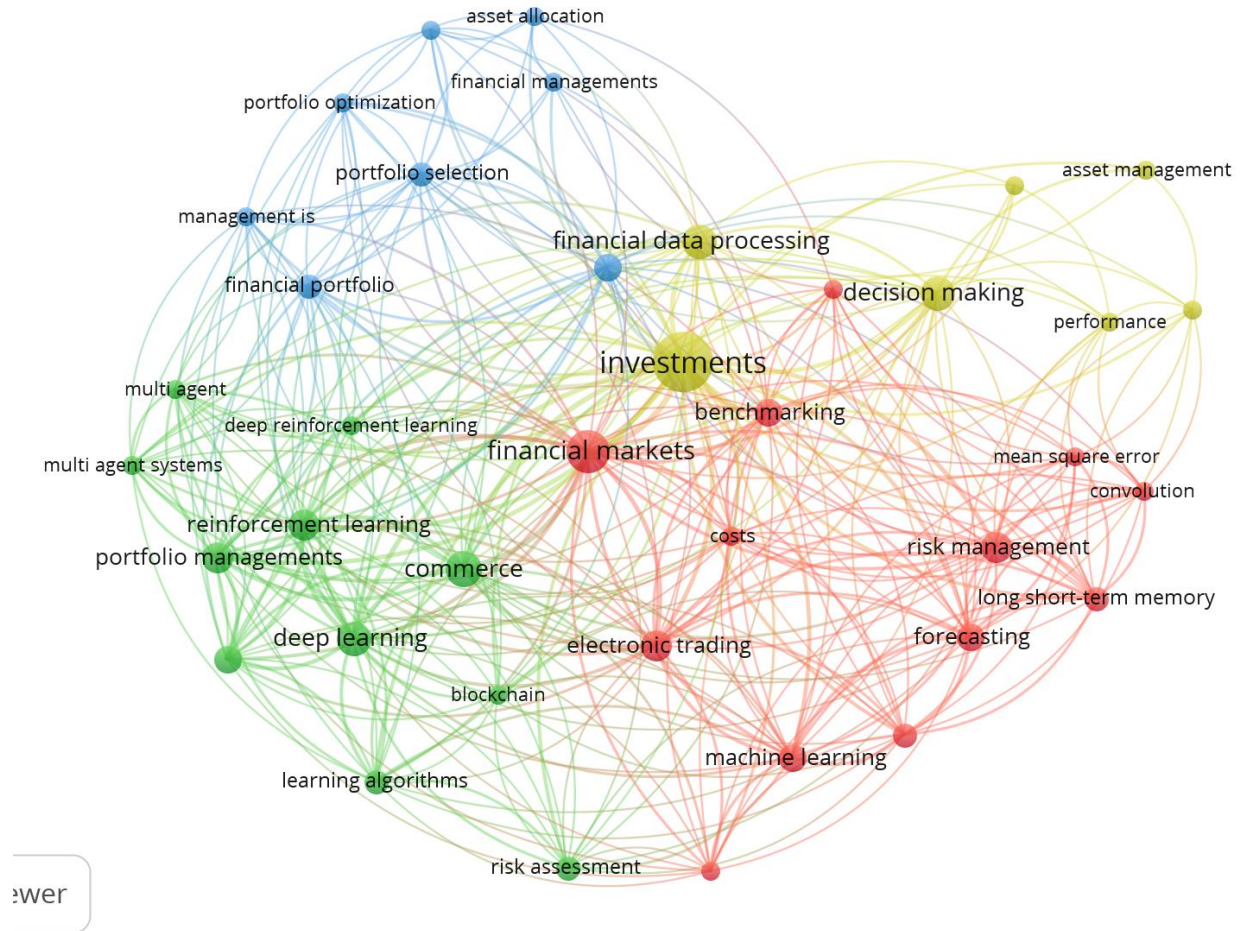 asset allocation
financial managements
portfolio optimization
portfolio selection
asset management
management is
financial data processing
financial portfolio
decision making
performance
investments
multi agent
benchmarking
deep reinforcement learning
financial markets
mean square error
multi agent systems
convolution
reinforcement learning
costs
risk management
portfolio managements
commerce
long short-term memory
deep learning
forecasting
electronic trading
blockchain
machine learning
learning algorithms
risk assessment
ewer